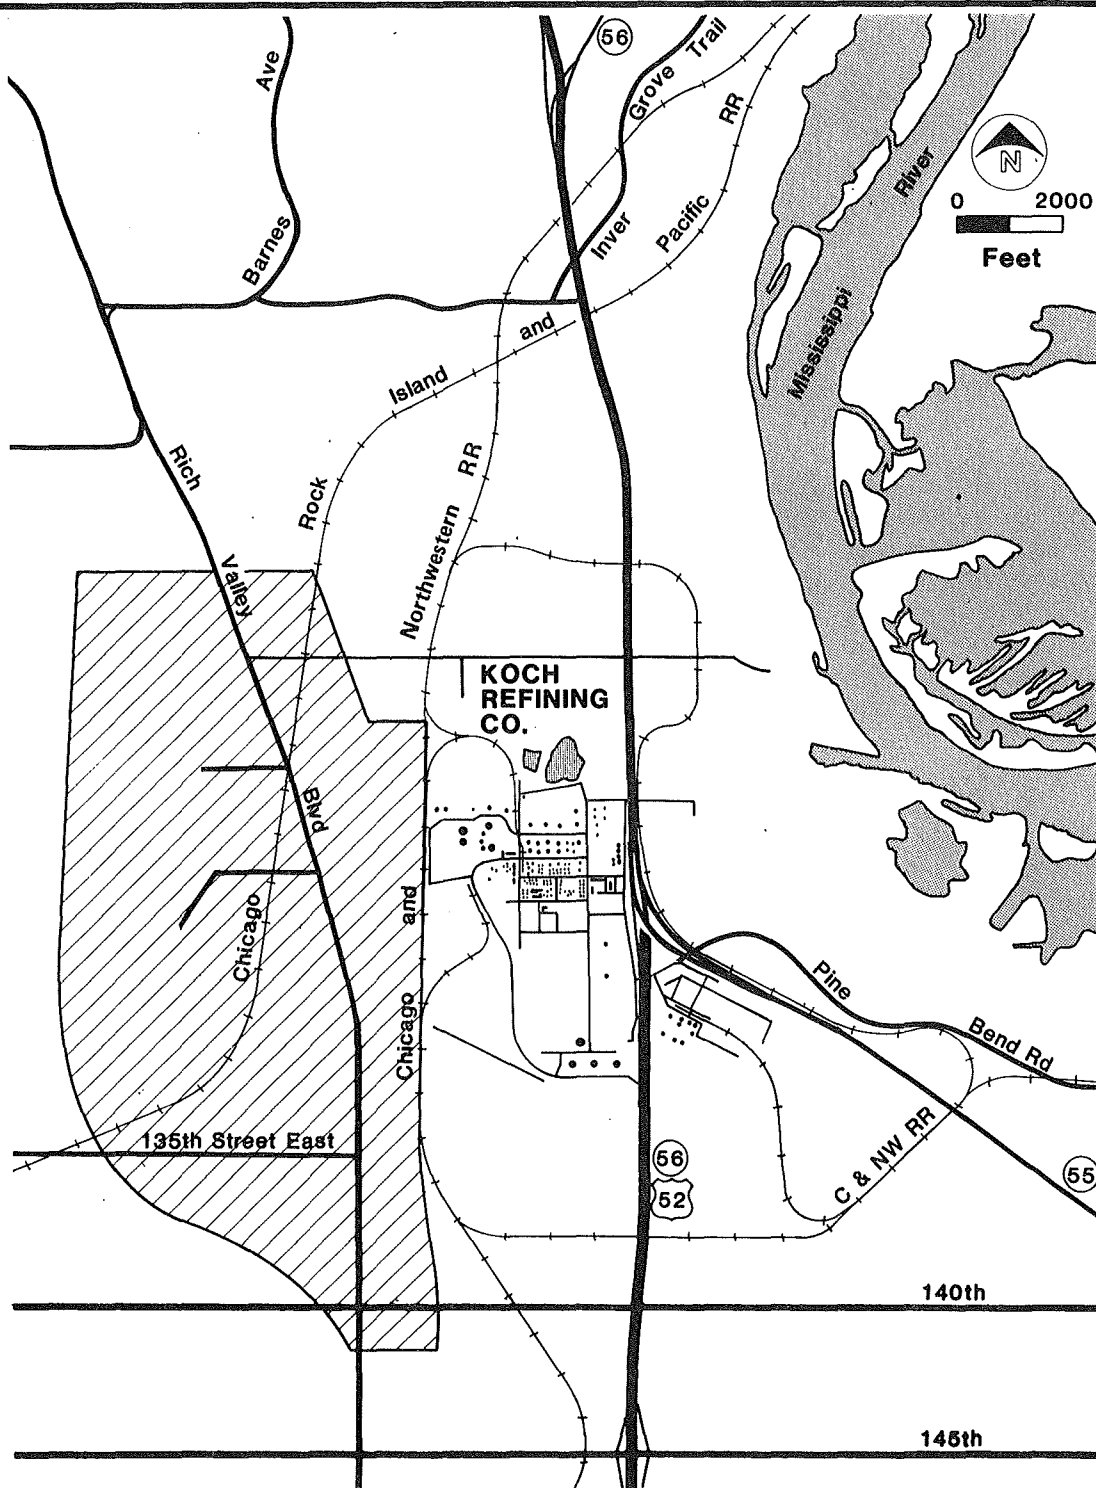 56
Ave
Grove Trail
RR
River
N
0 2000
Feet
Barnes
Inver
Pacific
and
Mississippi
Island
Rich
RR
Rock
Northwestern
Valley
KOCH
REFINING
CO.
Blvd
and
Chicago
Pine
Chicago
Bend Rd
135th Street East
C & NW RR
56
55
52
140th
145th